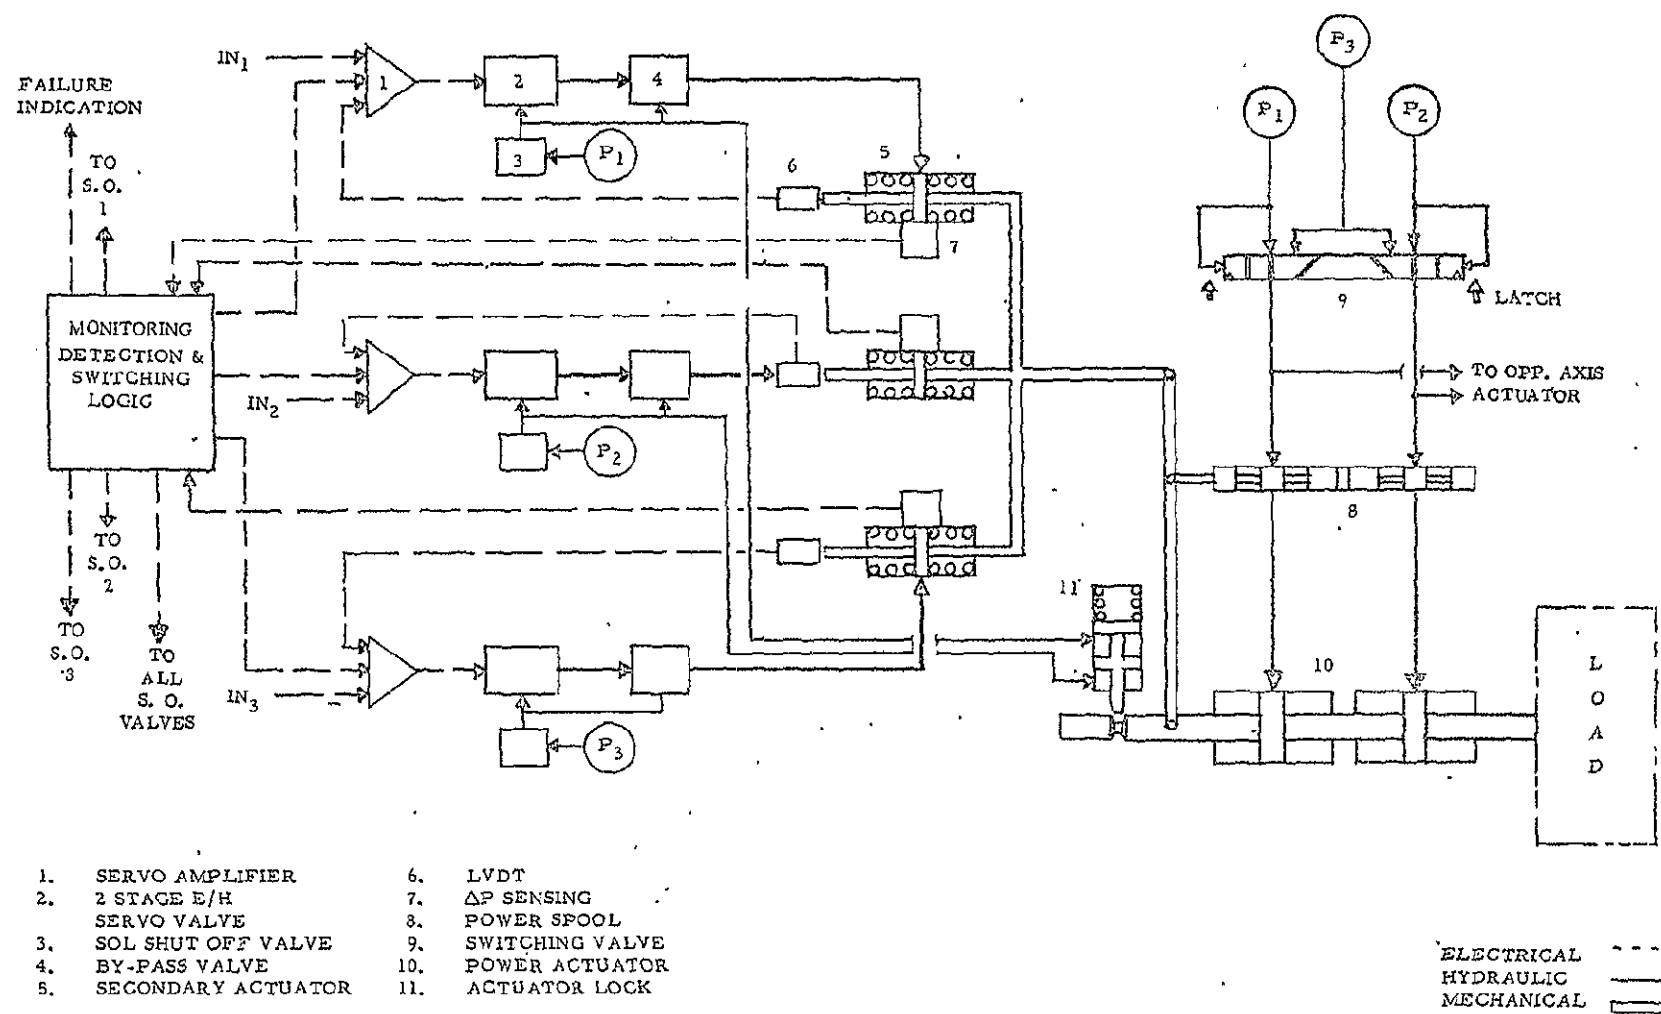 FAILURE
INDICATION
TO
S.O.
1
IN1
1
2
4
3
P1
5
6
7
MONITORING
DETECTION &
SWITCHING
LOGIC
IN2
P2
TO
S.O.
2
TO
S.O.
3
TO
ALL
S. O.
VALVES
IN3
P3
P3
P1
P2
9
LATCH
TO OPP. AXIS
ACTUATOR
8
11
10
L
O
A
D
1. SERVO AMPLIFIER
2. 2 STAGE E/H
SERVO VALVE
3. SOL SHUT OFF VALVE
4. BY-PASS VALVE
5. SECONDARY ACTUATOR
6. LVDT
7. ΔP SENSING
8. POWER SPOOL
9. SWITCHING VALVE
10. POWER ACTUATOR
11. ACTUATOR LOCK
ELECTRICAL
HYDRAULIC
MECHANICAL